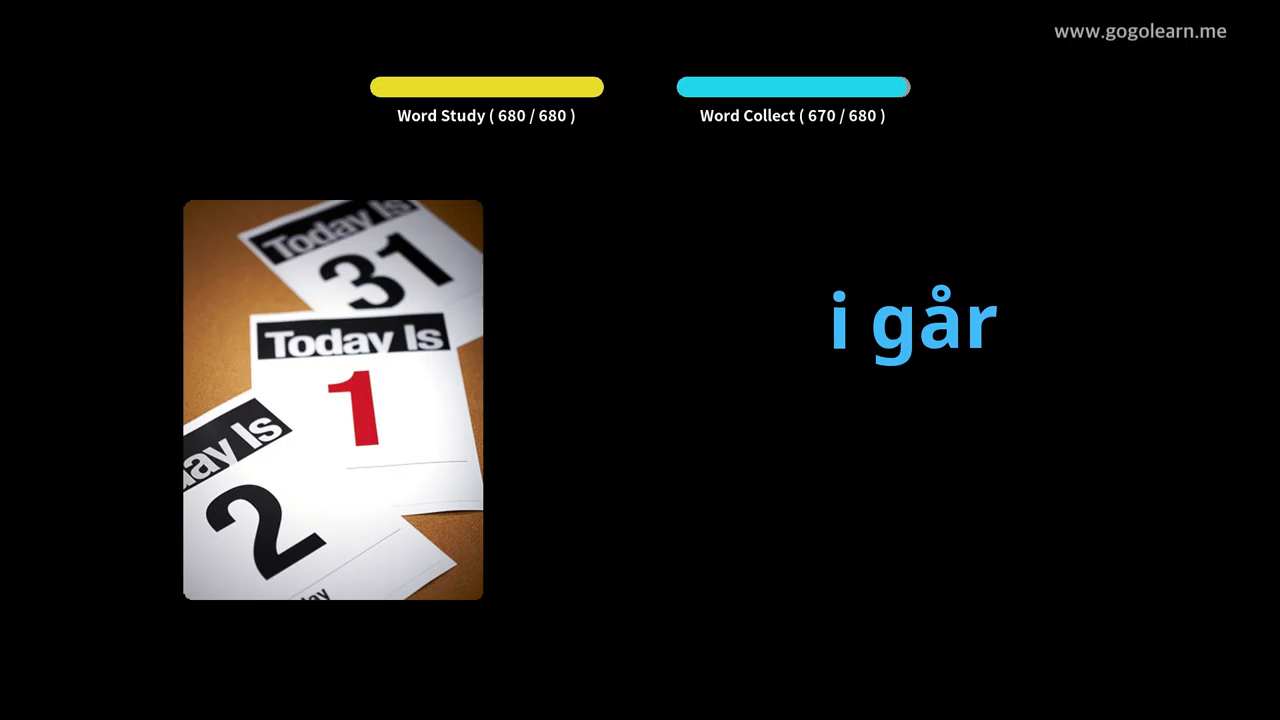 www.gogolearn.me
Word Study ( 680 / 680 )
Word Collect ( 670 / 680 )
Today Is
31
Today Is
1
ay Is
2
i går